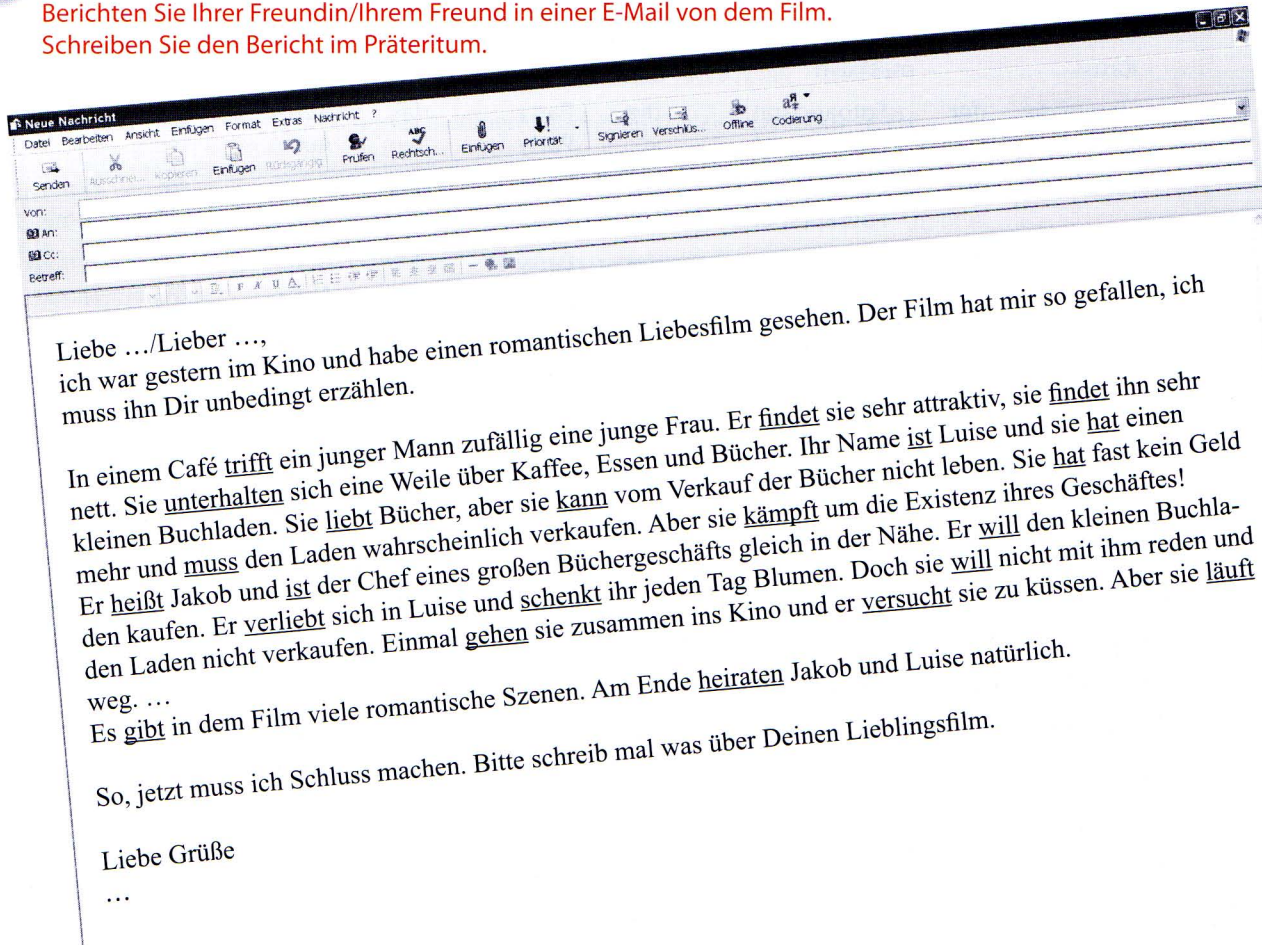 Berichten Sie Ihrer Freundin/Ihrem Freund in einer E-Mail von dem Film.
Schreiben Sie den Bericht im Präteritum.
Neue Nachricht
Datei Bearbeiten Ansicht Einfügen Format Extras Nachricht ?
Senden Ausschnei... Kopieren Einfügen Rückgängig Prüfen Rechtsch... Einfügen Priorität Signieren Verschlüs... Offline Codierung
Von:
An:
Cc:
Betreff:
F K U A
Liebe …/Lieber …,
ich war gestern im Kino und habe einen romantischen Liebesfilm gesehen. Der Film hat mir so gefallen, ich
muss ihn Dir unbedingt erzählen.
In einem Café trifft ein junger Mann zufällig eine junge Frau. Er findet sie sehr attraktiv, sie findet ihn sehr
nett. Sie unterhalten sich eine Weile über Kaffee, Essen und Bücher. Ihr Name ist Luise und sie hat einen
kleinen Buchladen. Sie liebt Bücher, aber sie kann vom Verkauf der Bücher nicht leben. Sie hat fast kein Geld
mehr und muss den Laden wahrscheinlich verkaufen. Aber sie kämpft um die Existenz ihres Geschäftes!
Er heißt Jakob und ist der Chef eines großen Büchergeschäfts gleich in der Nähe. Er will den kleinen Buchla-
den kaufen. Er verliebt sich in Luise und schenkt ihr jeden Tag Blumen. Doch sie will nicht mit ihm reden und
den Laden nicht verkaufen. Einmal gehen sie zusammen ins Kino und er versucht sie zu küssen. Aber sie läuft
weg. …
Es gibt in dem Film viele romantische Szenen. Am Ende heiraten Jakob und Luise natürlich.
So, jetzt muss ich Schluss machen. Bitte schreib mal was über Deinen Lieblingsfilm.
Liebe Grüße
…